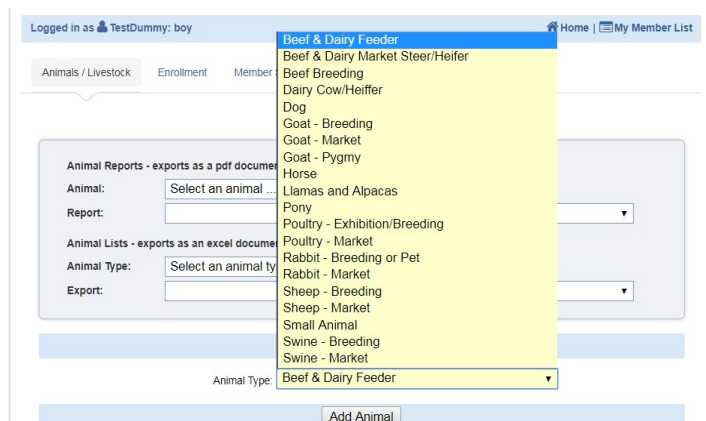 Logged in as TestDummy: boy
Home | My Member List
Animals / Livestock Enrollment Member
Animal Reports - exports as a pdf documen
Animal: Select an animal ...
Report:
Animal Lists - exports as an excel docume
Animal Type: Select an animal ty
Export:
Beef & Dairy Feeder
Beef & Dairy Market Steer/Heifer
Beef Breeding
Dairy Cow/Heiffer
Dog
Goat - Breeding
Goat - Market
Goat - Pygmy
Horse
Llamas and Alpacas
Pony
Poultry - Exhibition/Breeding
Poultry - Market
Rabbit - Breeding or Pet
Rabbit - Market
Sheep - Breeding
Sheep - Market
Small Animal
Swine - Breeding
Swine - Market
Animal Type: Beef & Dairy Feeder
Add Animal